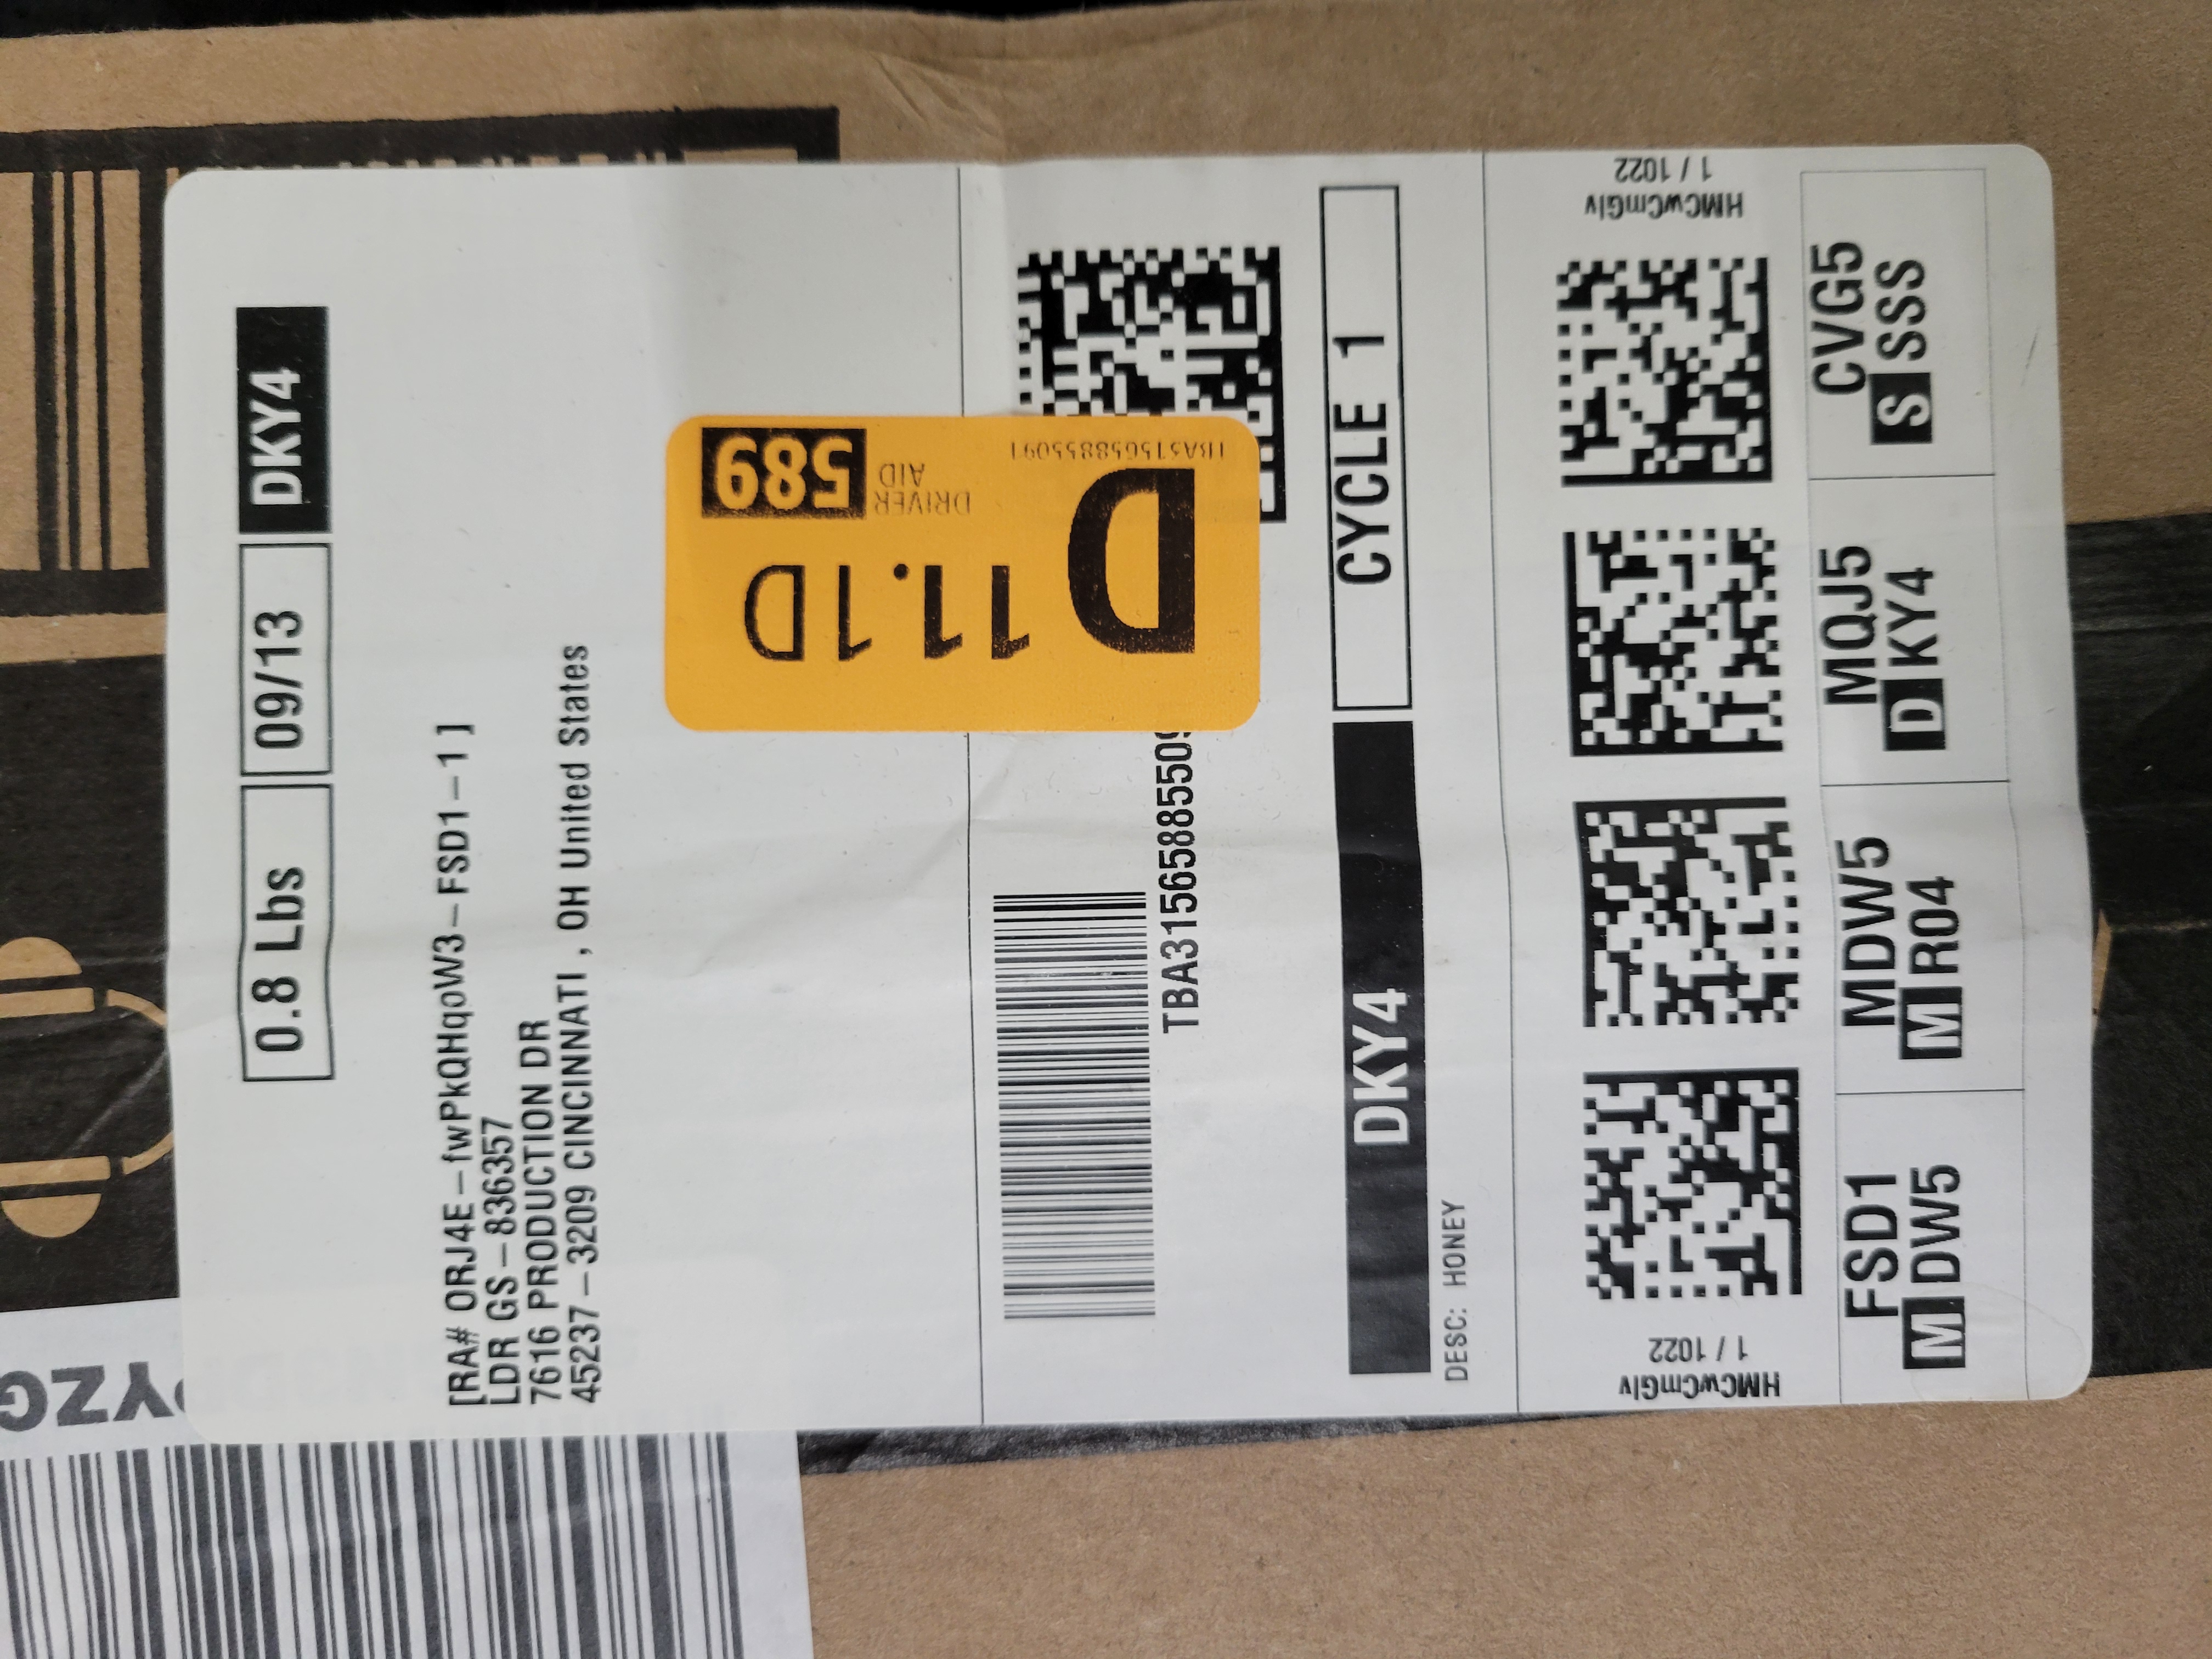 0.8 Lbs 09/13 DKY4
[RA# ORJ4E-fwPkQHqoW3-FSD1-1 ]
LDR GS-836357
7616 PRODUCTION DR
45237-3209 CINCINNATI , OH United States
589
DRIVER
AID
TBA315658855091
D 11.1D
TBA31565885509
DKY4 CYCLE 1
DESC: HONEY
HMCwCmGlv
1 / 1022
HMCwCmGlv
1 / 1022
FSD1 MDW5 MQJ5 CVG5
M DW5 M R04 D KY4 S SSS
YZG